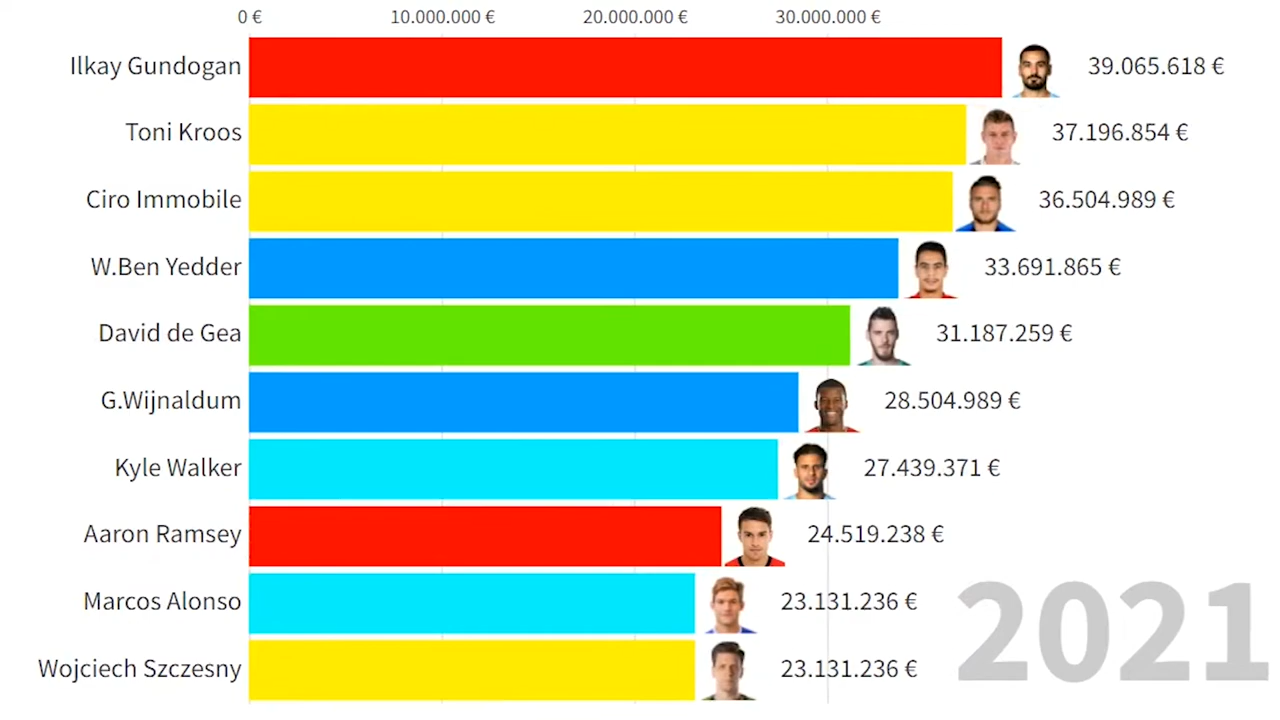 0 € 10.000.000 € 20.000.000 € 30.000.000 €
Ilkay Gundogan 39.065.618 €
Toni Kroos 37.196.854 €
Ciro Immobile 36.504.989 €
W.Ben Yedder 33.691.865 €
David de Gea 31.187.259 €
G.Wijnaldum 28.504.989 €
Kyle Walker 27.439.371 €
Aaron Ramsey 24.519.238 €
Marcos Alonso 23.131.236 €
Wojciech Szczesny 23.131.236 €
2021